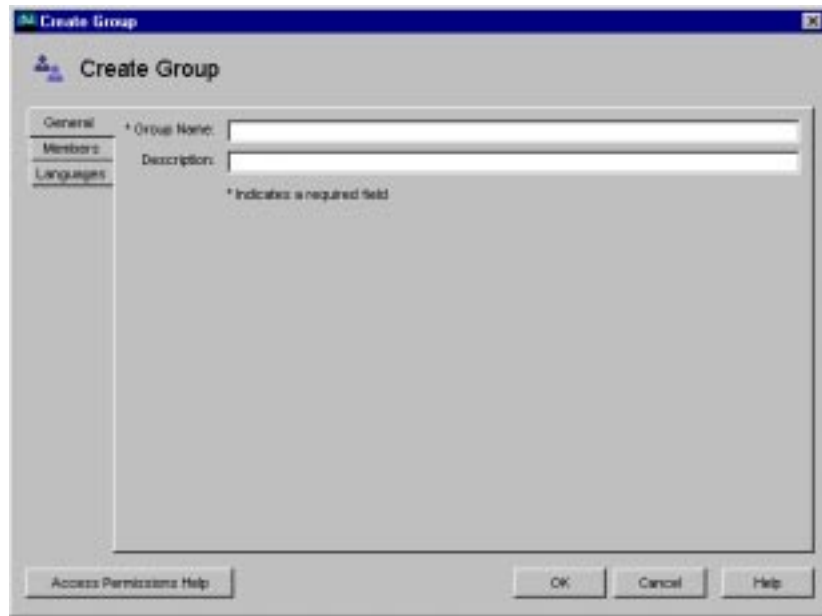 Create Group
Create Group
General
* Group Name:
Members
Description:
Languages
* Indicates a required field
Access Permissions Help
OK
Cancel
Help